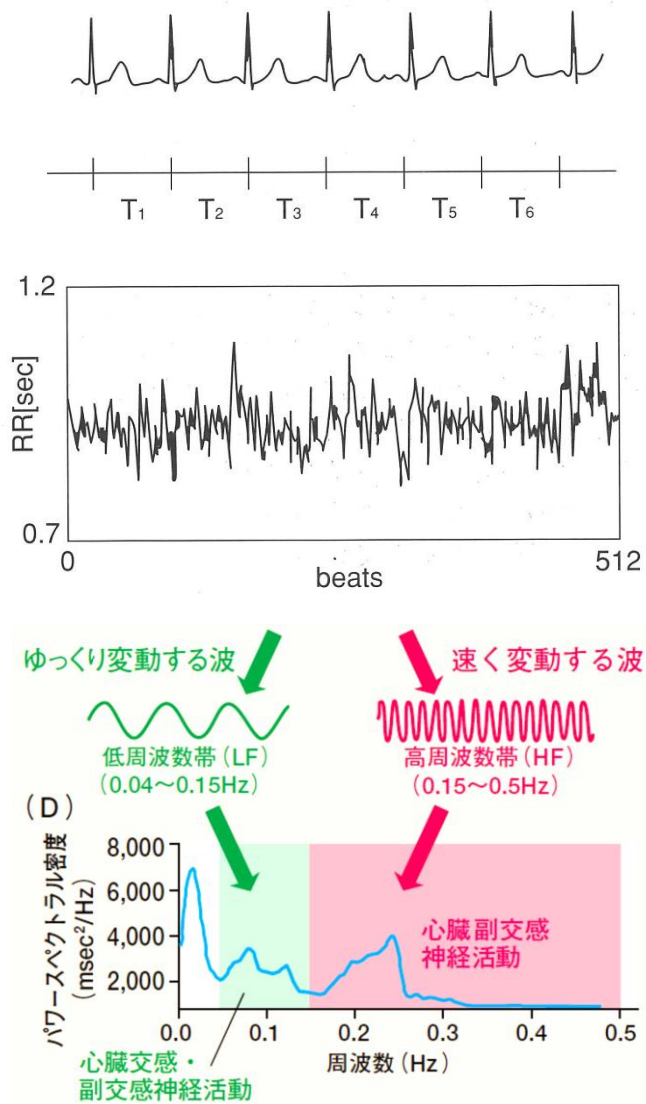 T1 T2 T3 T4 T5 T6
1.2
RR[sec]
0.7
0 512
beats
ゆっくり変動する波 速く変動する波
低周波数帯(LF) 高周波数帯(HF)
(0.04〜0.15Hz) (0.15〜0.5Hz)
(D)
パワースペクトラル密度
(msec²/Hz)
8,000
6,000
4,000
2,000
心臓副交感
神経活動
0.0 0.1 0.2 0.3 0.4 0.5
周波数(Hz)
心臓交感・
副交感神経活動